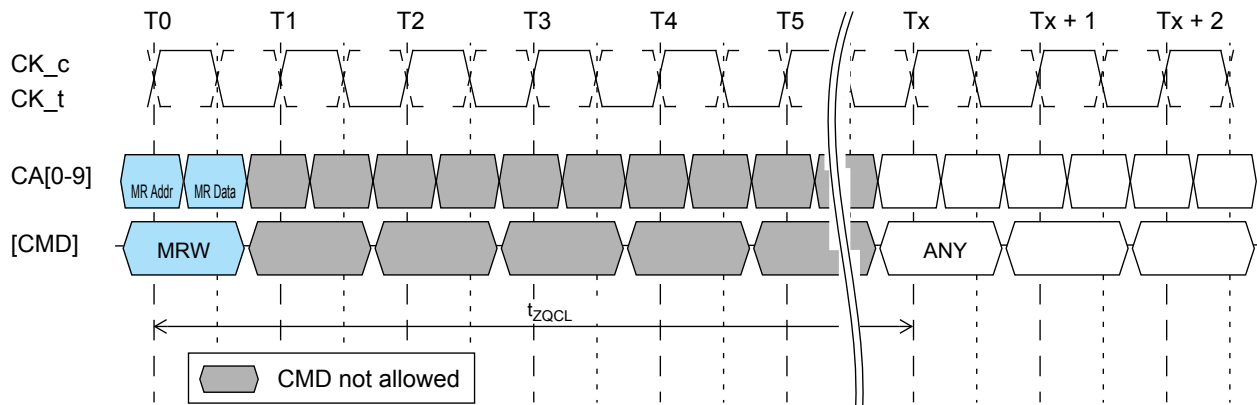 T0 T1 T2 T3 T4 T5 Tx Tx + 1 Tx + 2
CK_c
CK_t
CA[0-9] MR Addr MR Data
[CMD] MRW ANY
tZQCL
CMD not allowed